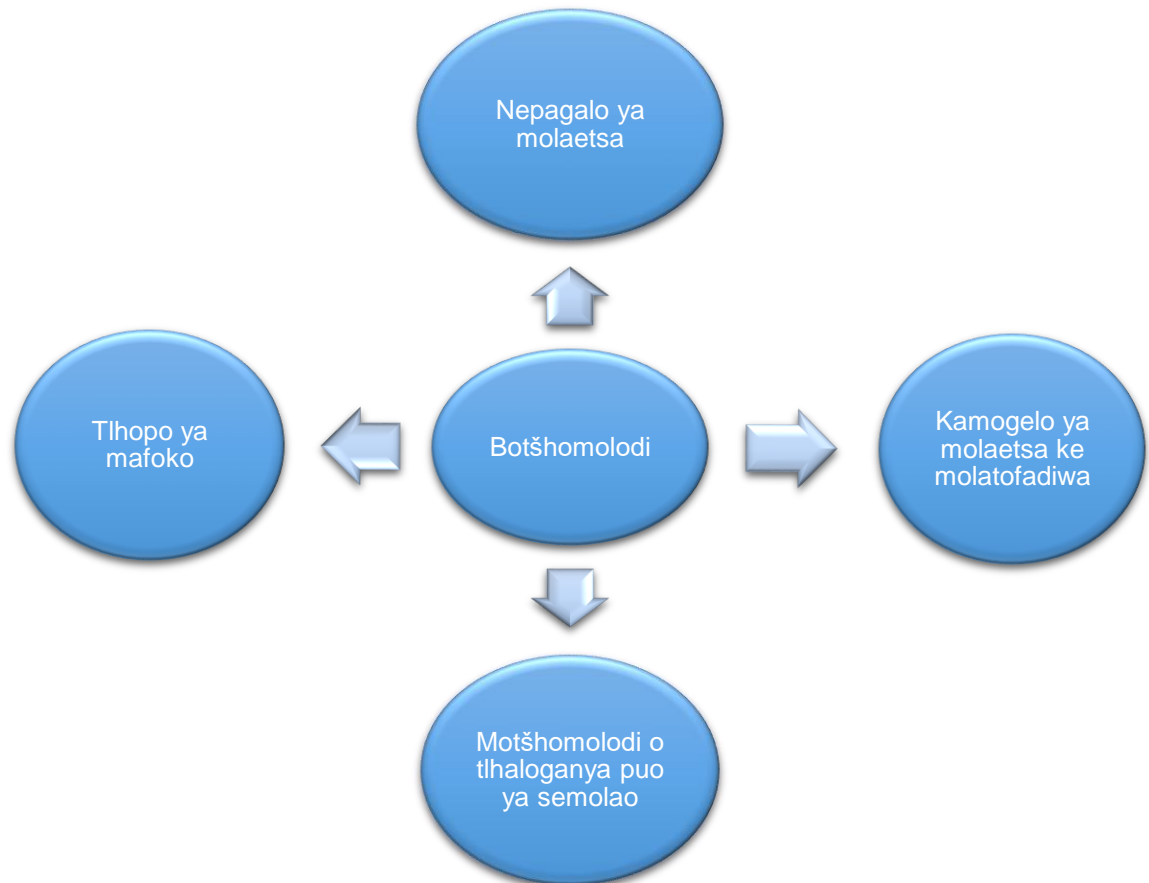 Nepagalo ya
molaetsa
Tlhopo ya
mafoko
Botšhomolodi
Kamogelo ya
molaetsa ke
molatofadiwa
Motšhomolodi o
tlhaloganya puo
ya semolao